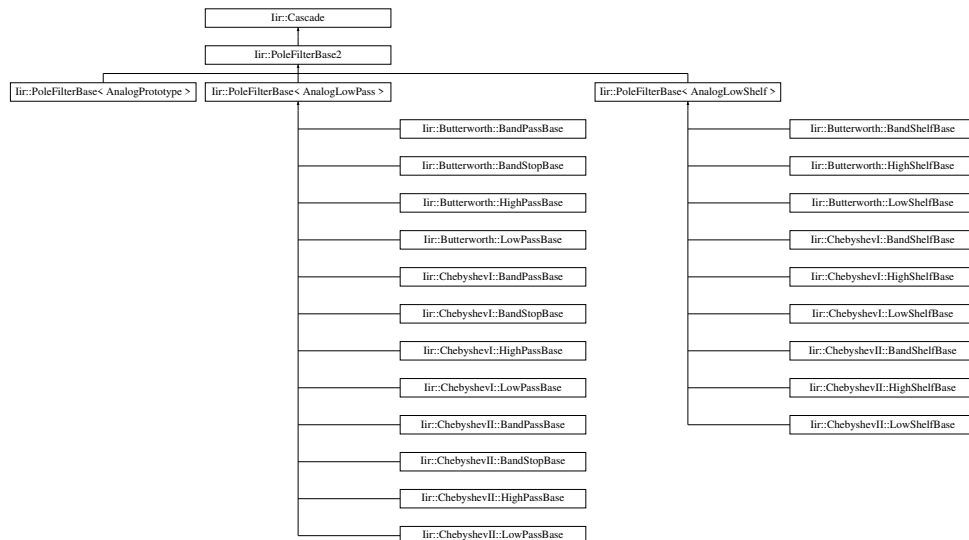 Iir::Cascade
Iir::PoleFilterBase2
Iir::PoleFilterBase< AnalogPrototype >
Iir::PoleFilterBase< AnalogLowPass >
Iir::PoleFilterBase< AnalogLowShelf >
Iir::Butterworth::BandPassBase
Iir::Butterworth::BandStopBase
Iir::Butterworth::HighPassBase
Iir::Butterworth::LowPassBase
Iir::ChebyshevI::BandPassBase
Iir::ChebyshevI::BandStopBase
Iir::ChebyshevI::HighPassBase
Iir::ChebyshevI::LowPassBase
Iir::ChebyshevII::BandPassBase
Iir::ChebyshevII::BandStopBase
Iir::ChebyshevII::HighPassBase
Iir::ChebyshevII::LowPassBase
Iir::Butterworth::BandShelfBase
Iir::Butterworth::HighShelfBase
Iir::Butterworth::LowShelfBase
Iir::ChebyshevI::BandShelfBase
Iir::ChebyshevI::HighShelfBase
Iir::ChebyshevI::LowShelfBase
Iir::ChebyshevII::BandShelfBase
Iir::ChebyshevII::HighShelfBase
Iir::ChebyshevII::LowShelfBase